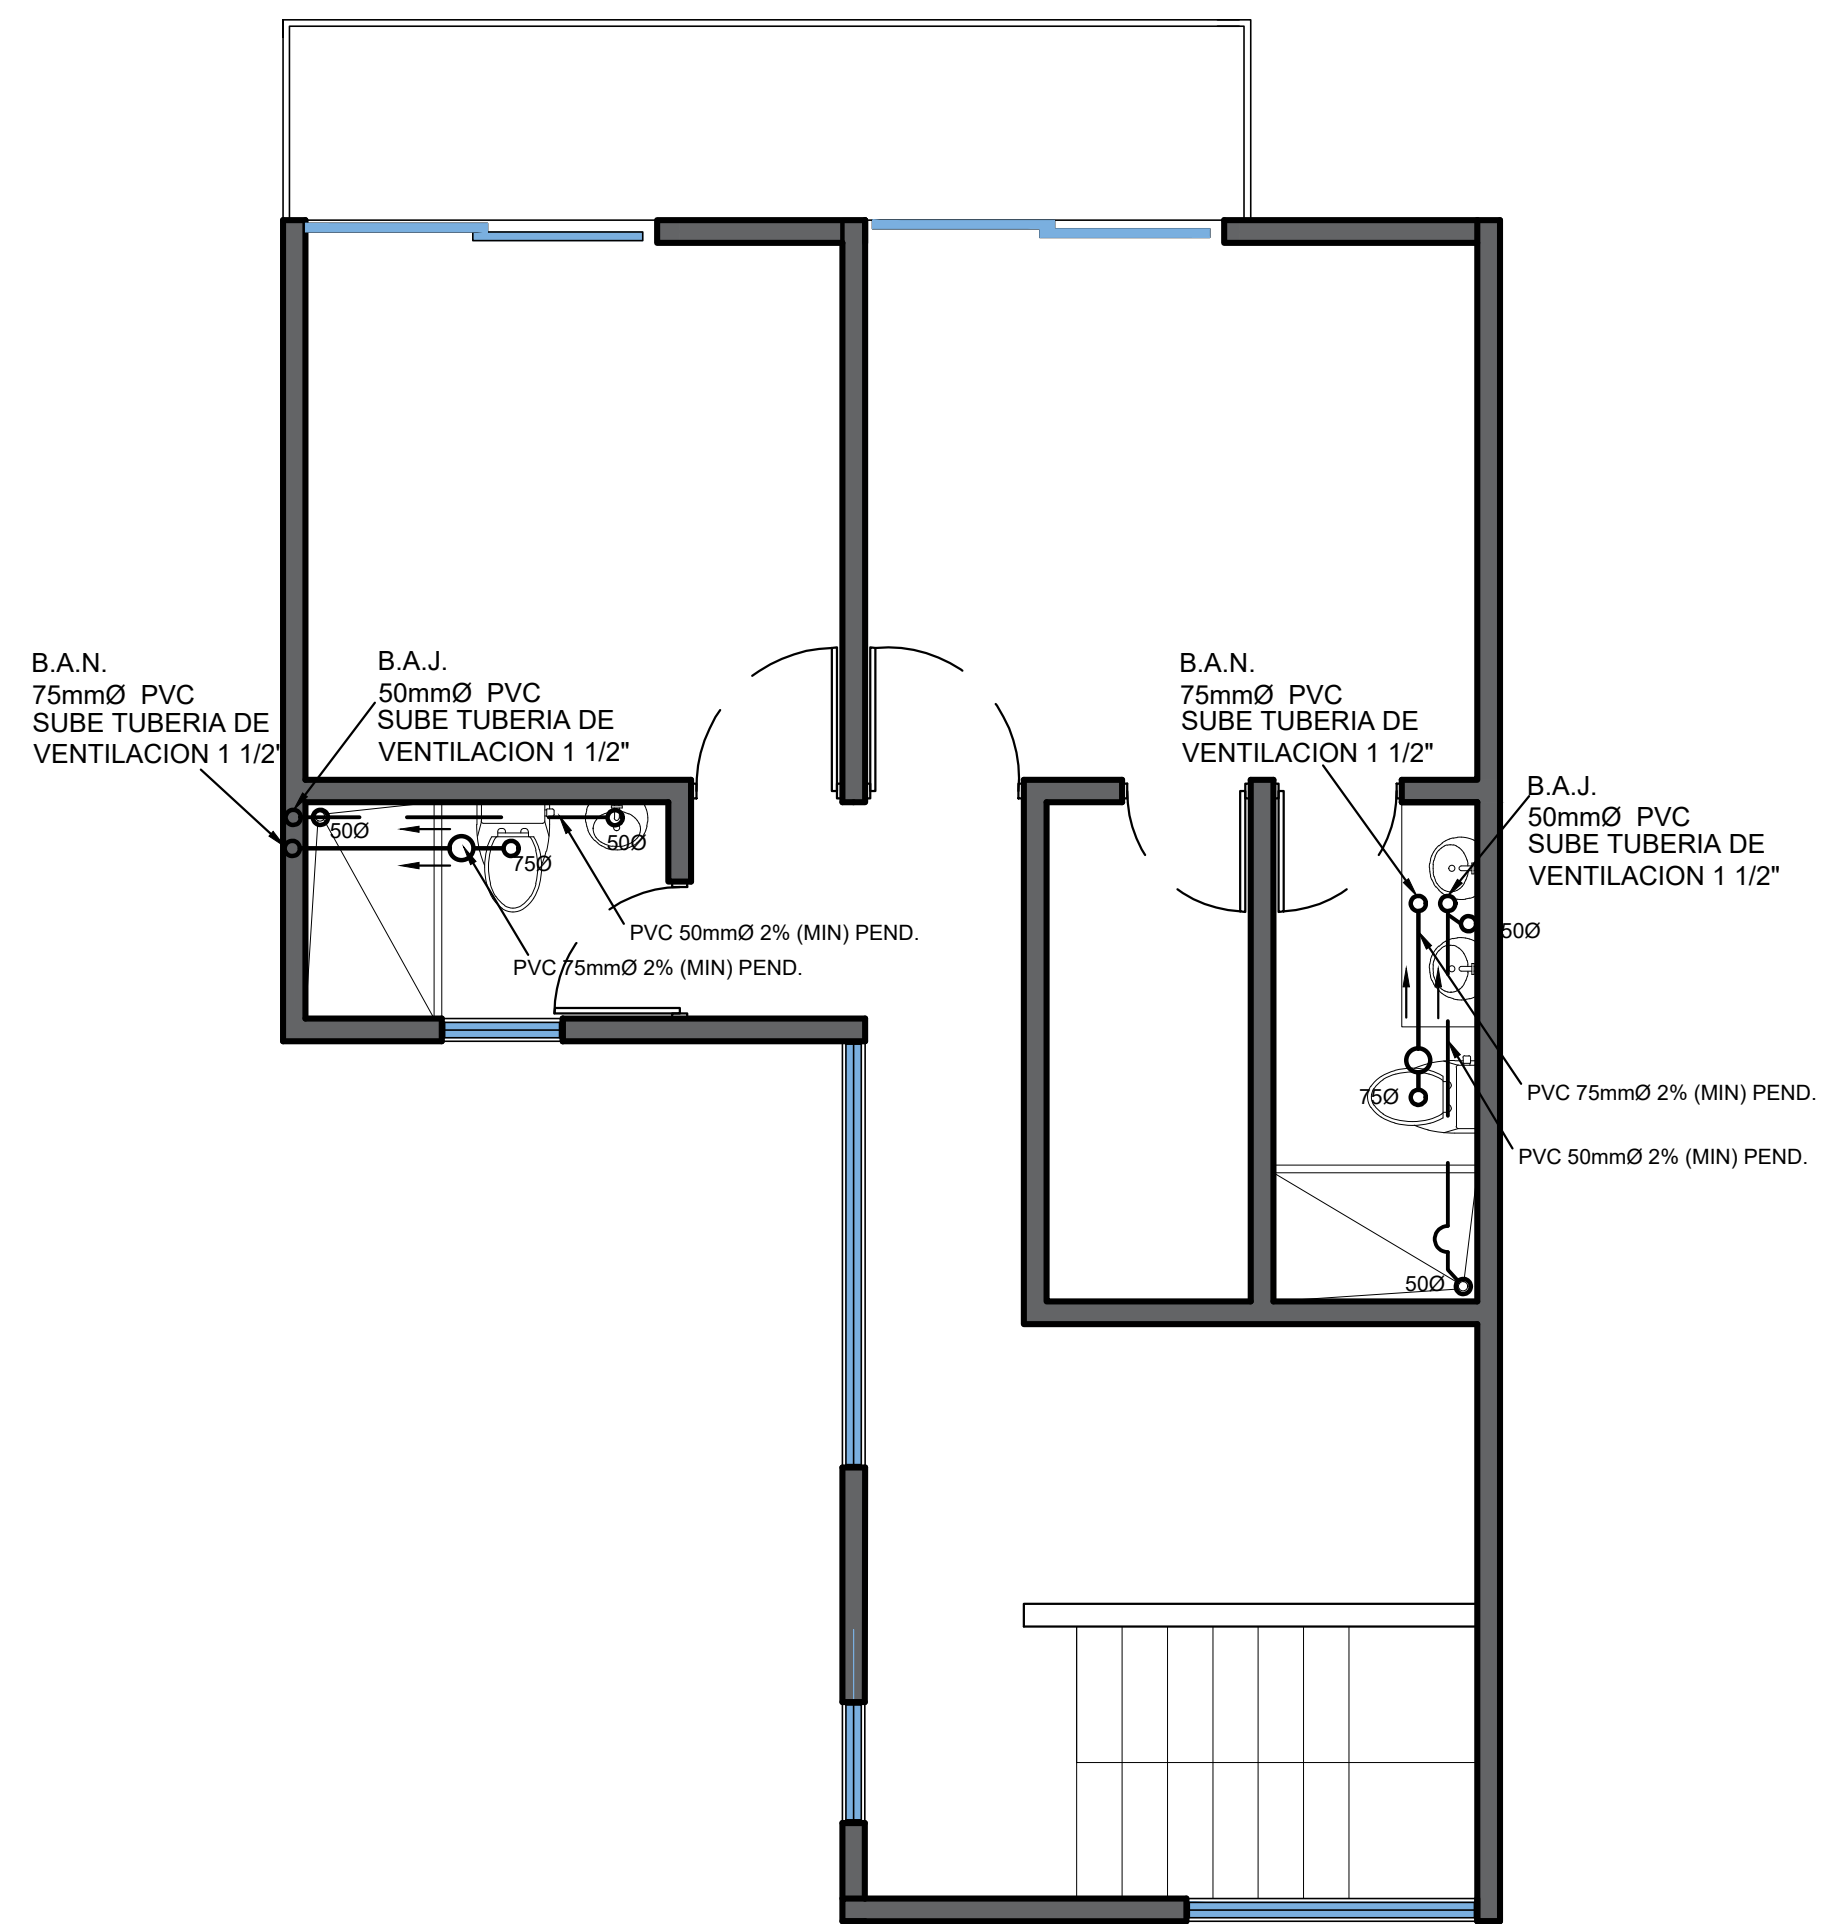 B.A.N.
75mmØ PVC
SUBE TUBERIA DE
VENTILACION 1 1/2"
B.A.J.
50mmØ PVC
SUBE TUBERIA DE
VENTILACION 1 1/2"
B.A.N.
75mmØ PVC
SUBE TUBERIA DE
VENTILACION 1 1/2"
B.A.J.
50mmØ PVC
SUBE TUBERIA DE
VENTILACION 1 1/2"
50Ø
50Ø
75Ø
PVC 50mmØ 2% (MIN) PEND.
PVC 75mmØ 2% (MIN) PEND.
50Ø
75Ø
PVC 75mmØ 2% (MIN) PEND.
PVC 50mmØ 2% (MIN) PEND.
50Ø